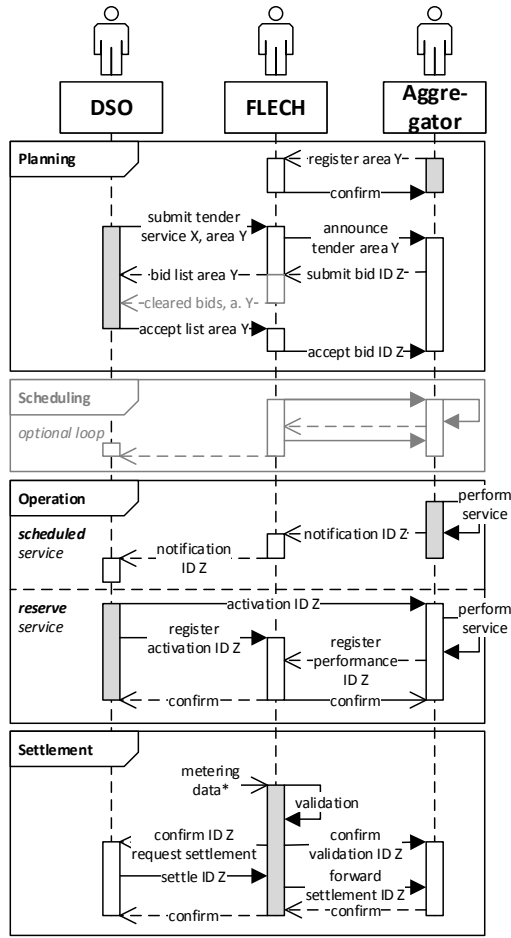 DSO
FLECH
Aggre-
gator
Planning
register area Y
confirm
submit tender
service X, area Y
announce
tender area Y
bid list area Y
submit bid ID Z
cleared bids, a. Y
accept list area Y
accept bid ID Z
Scheduling
optional loop
Operation
perform
service
scheduled
service
notification ID Z
notification
ID Z
reserve
service
activation ID Z
perform
service
register
activation ID Z
register
performance
ID Z
confirm
confirm
Settlement
metering
data*
validation
confirm ID Z
request settlement
confirm
validation ID Z
settle ID Z
forward
settlement ID Z
confirm
confirm